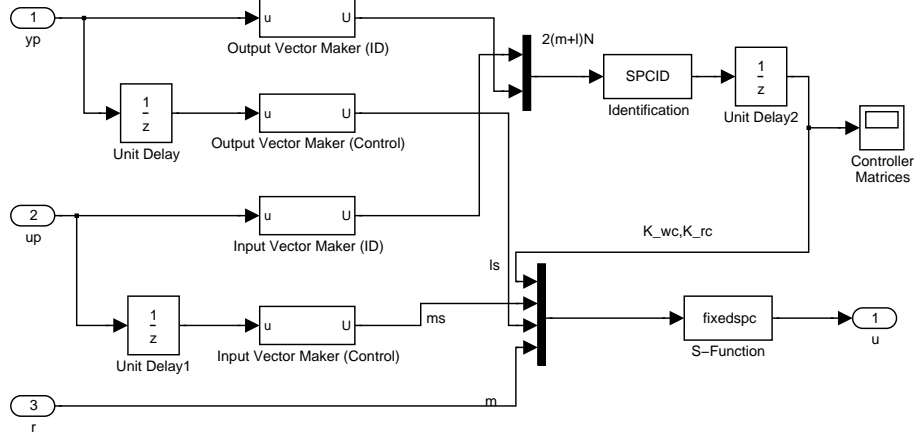 1
yp
u
U
Output Vector Maker (ID)
1
z
Unit Delay
u
U
Output Vector Maker (Control)
2(m+l)N
SPCID
Identification
1
z
Unit Delay2
Controller
Matrices
2
up
u
U
Input Vector Maker (ID)
K_wc,K_rc
ls
1
z
Unit Delay1
u
U
Input Vector Maker (Control)
ms
fixedspc
S−Function
1
u
3
r
m